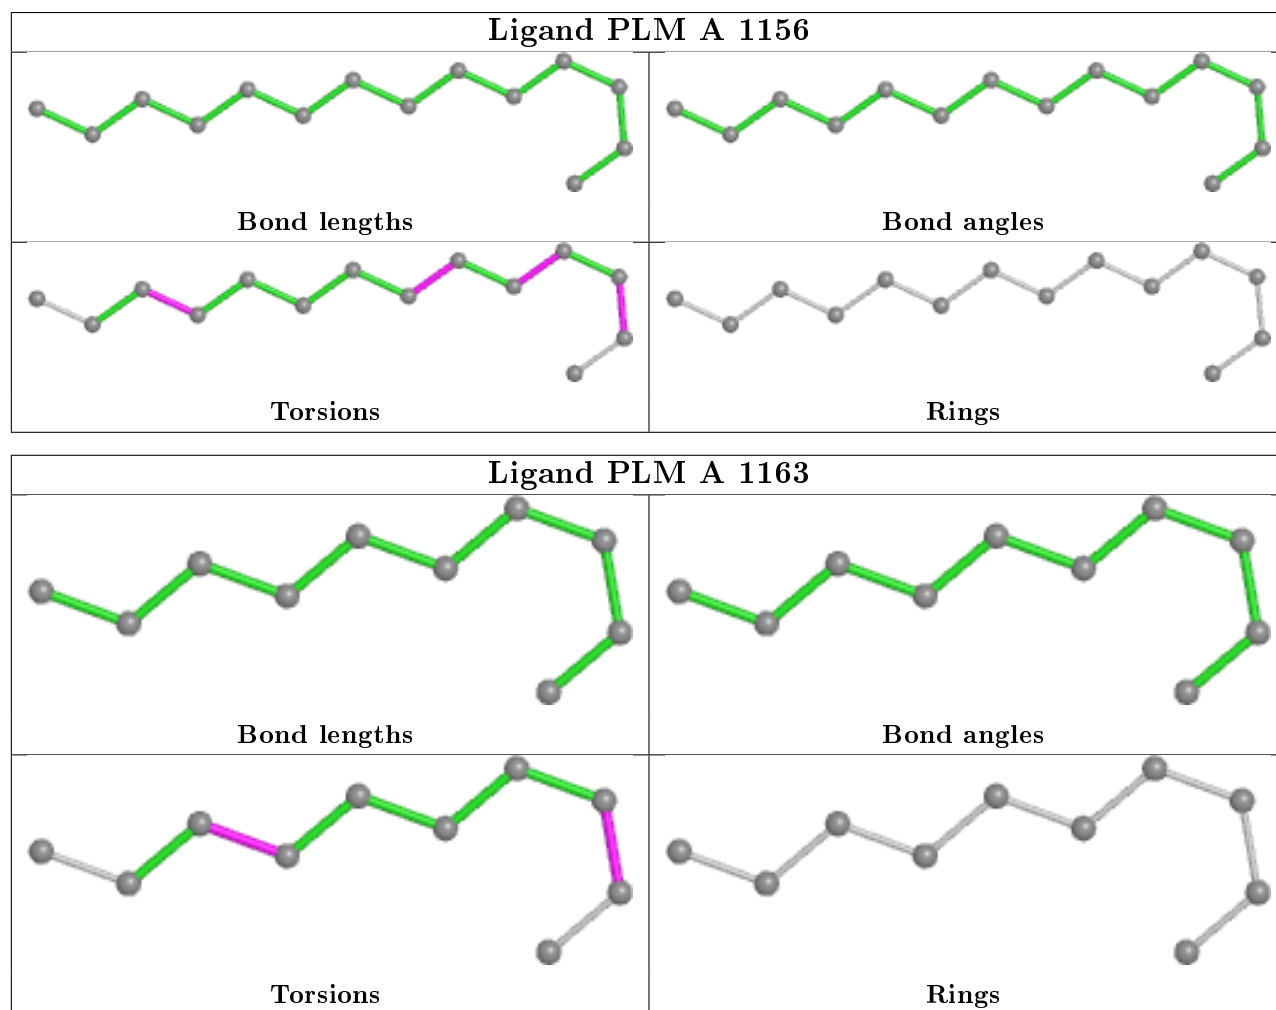 Ligand PLM A 1156
Bond lengths
Bond angles
Torsions
Rings
Ligand PLM A 1163
Bond lengths
Bond angles
Torsions
Rings